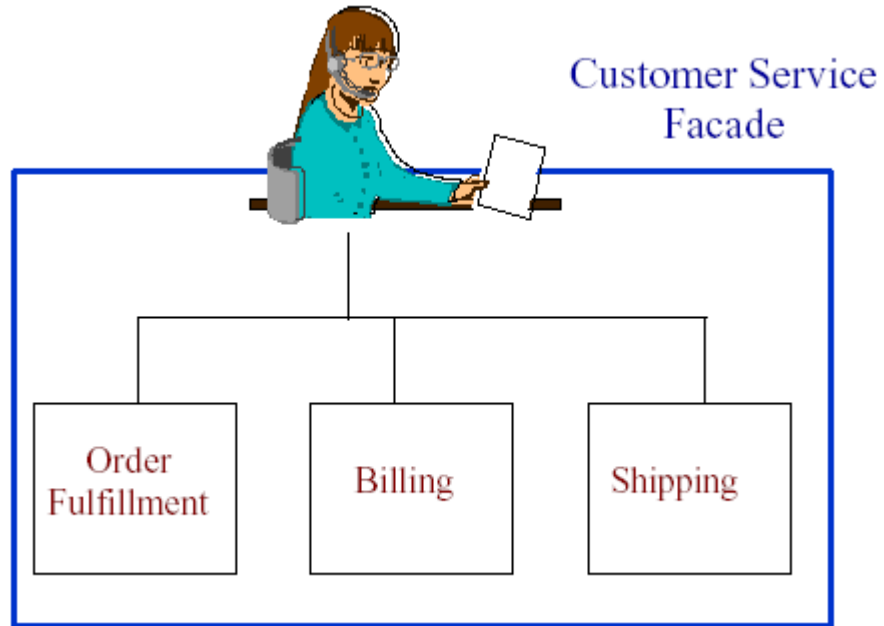 Customer Service
Facade
Order
Fulfillment
Billing
Shipping